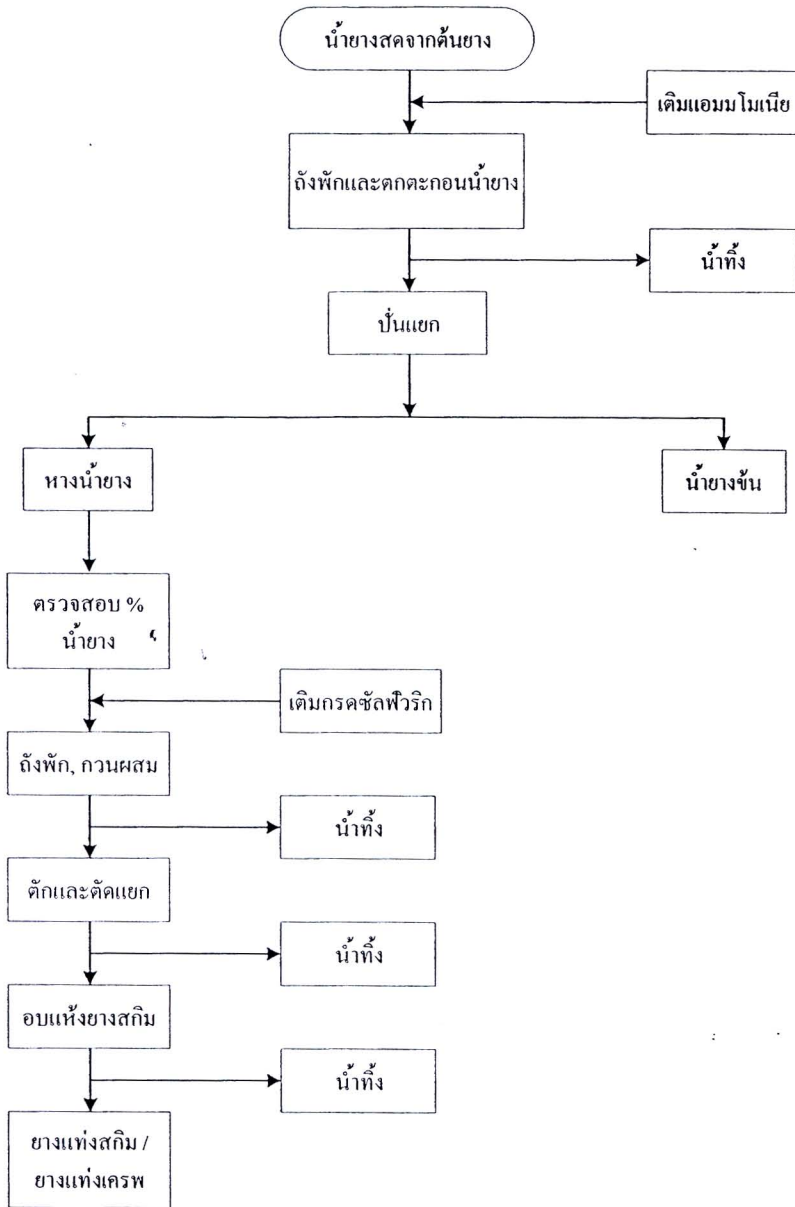 น้ำยางสดจากต้นยาง
เติมแอมมโมเนีย
ถังพักและตกตะกอนน้ำยาง
น้ำทิ้ง
ปั่นแยก
หางน้ำยาง
น้ำยางข้น
ตรวจสอบ %
น้ำยาง
เติมกรดซัลฟัวริก
ถังพัก, กวนผสม
น้ำทิ้ง
ตักและตัดแยก
น้ำทิ้ง
อบแห้งยางสกิม
น้ำทิ้ง
ยางแท่งสกิม /
ยางแท่งเครพ